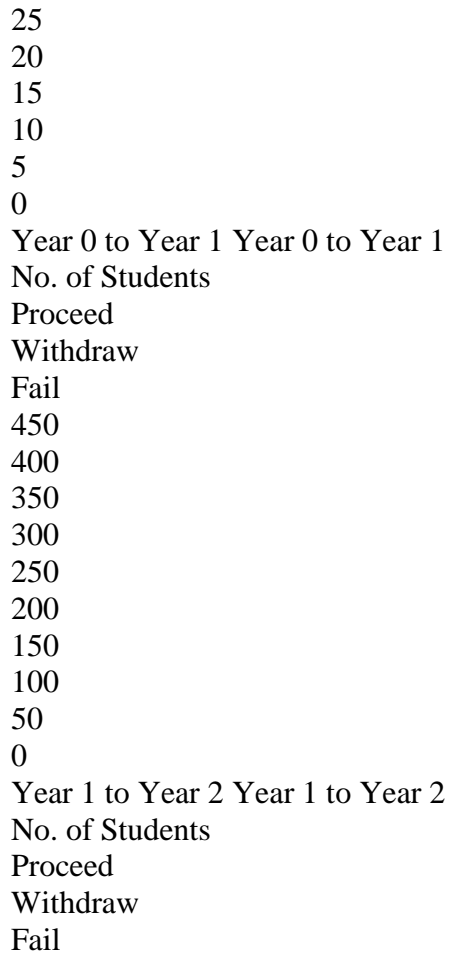 25
20
15
10
5
0
Year 0 to Year 1 Year 0 to Year 1
No. of Students
Proceed
Withdraw
Fail
450
400
350
300
250
200
150
100
50
0
Year 1 to Year 2 Year 1 to Year 2
No. of Students
Proceed
Withdraw
Fail